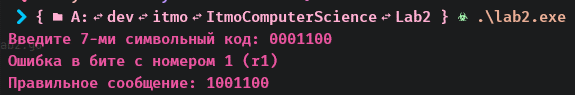 { A: dev itmo ItmoComputerScience Lab2 } .\lab2.exe
Введите 7-ми символьный код: 0001100
Ошибка в бите с номером 1 (r1)
Правильное сообщение: 1001100